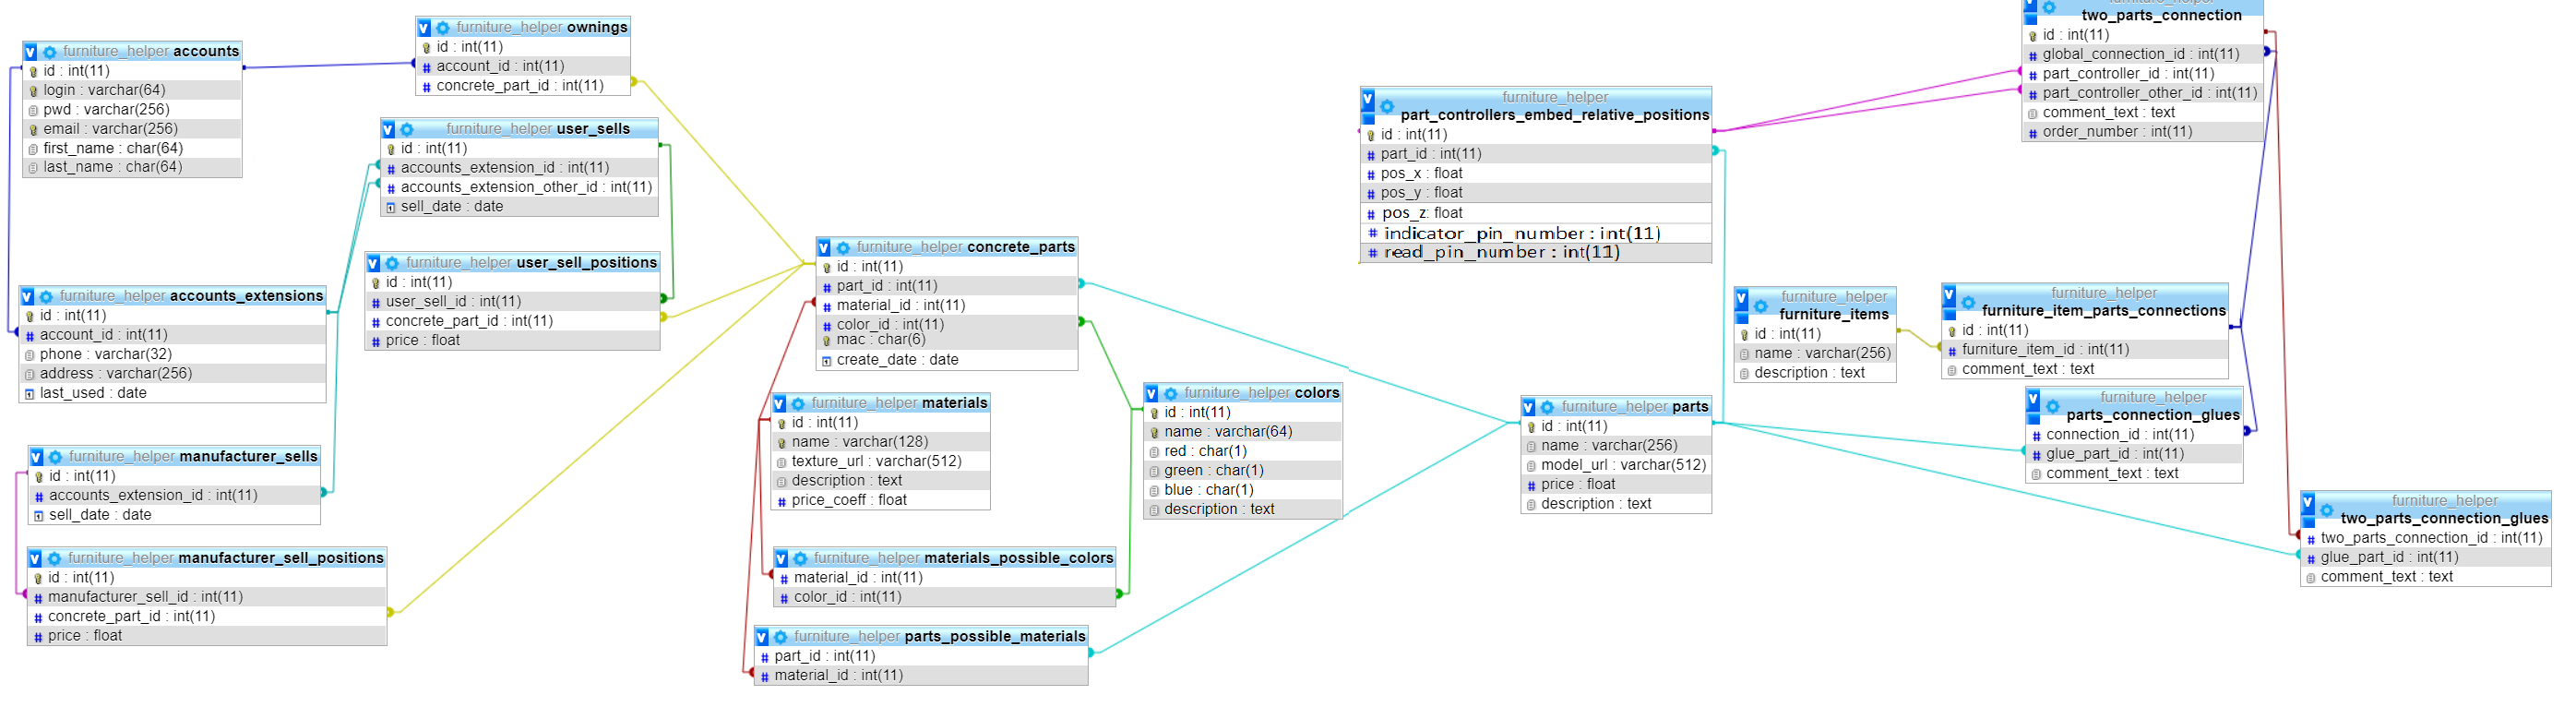 furniture_helper accounts
id : int(11)
login : varchar(64)
pwd : varchar(256)
email : varchar(256)
first_name : char(64)
last_name : char(64)
furniture_helper ownings
id : int(11)
account_id : int(11)
concrete_part_id : int(11)
furniture_helper user_sells
id : int(11)
accounts_extension_id : int(11)
accounts_extension_other_id : int(11)
sell_date : date
furniture_helper user_sell_positions
id : int(11)
user_sell_id : int(11)
concrete_part_id : int(11)
price : float
furniture_helper accounts_extensions
id : int(11)
account_id : int(11)
phone : varchar(32)
address : varchar(256)
last_used : date
furniture_helper manufacturer_sells
id : int(11)
accounts_extension_id : int(11)
sell_date : date
furniture_helper manufacturer_sell_positions
id : int(11)
manufacturer_sell_id : int(11)
concrete_part_id : int(11)
price : float
furniture_helper concrete_parts
id : int(11)
part_id : int(11)
material_id : int(11)
color_id : int(11)
mac : char(6)
create_date : date
furniture_helper materials
id : int(11)
name : varchar(128)
texture_url : varchar(512)
description : text
price_coeff : float
furniture_helper colors
id : int(11)
name : varchar(64)
red : char(1)
green : char(1)
blue : char(1)
description : text
furniture_helper materials_possible_colors
material_id : int(11)
color_id : int(11)
furniture_helper parts_possible_materials
part_id : int(11)
material_id : int(11)
furniture_helper
part_controllers_embed_relative_positions
id : int(11)
part_id : int(11)
pos_x : float
pos_y : float
pos_z: float
indicator_pin_number : int(11)
read_pin_number : int(11)
furniture_helper parts
id : int(11)
name : varchar(256)
model_url : varchar(512)
price : float
description : text
furniture_helper
furniture_items
id : int(11)
name : varchar(256)
description : text
furniture_helper
two_parts_connection
id : int(11)
global_connection_id : int(11)
part_controller_id : int(11)
part_controller_other_id : int(11)
comment_text : text
order_number : int(11)
furniture_helper
furniture_item_parts_connections
id : int(11)
furniture_item_id : int(11)
comment_text : text
furniture_helper
parts_connection_glues
connection_id : int(11)
glue_part_id : int(11)
comment_text : text
furniture_helper
two_parts_connection_glues
two_parts_connection_id : int(11)
glue_part_id : int(11)
comment_text : text